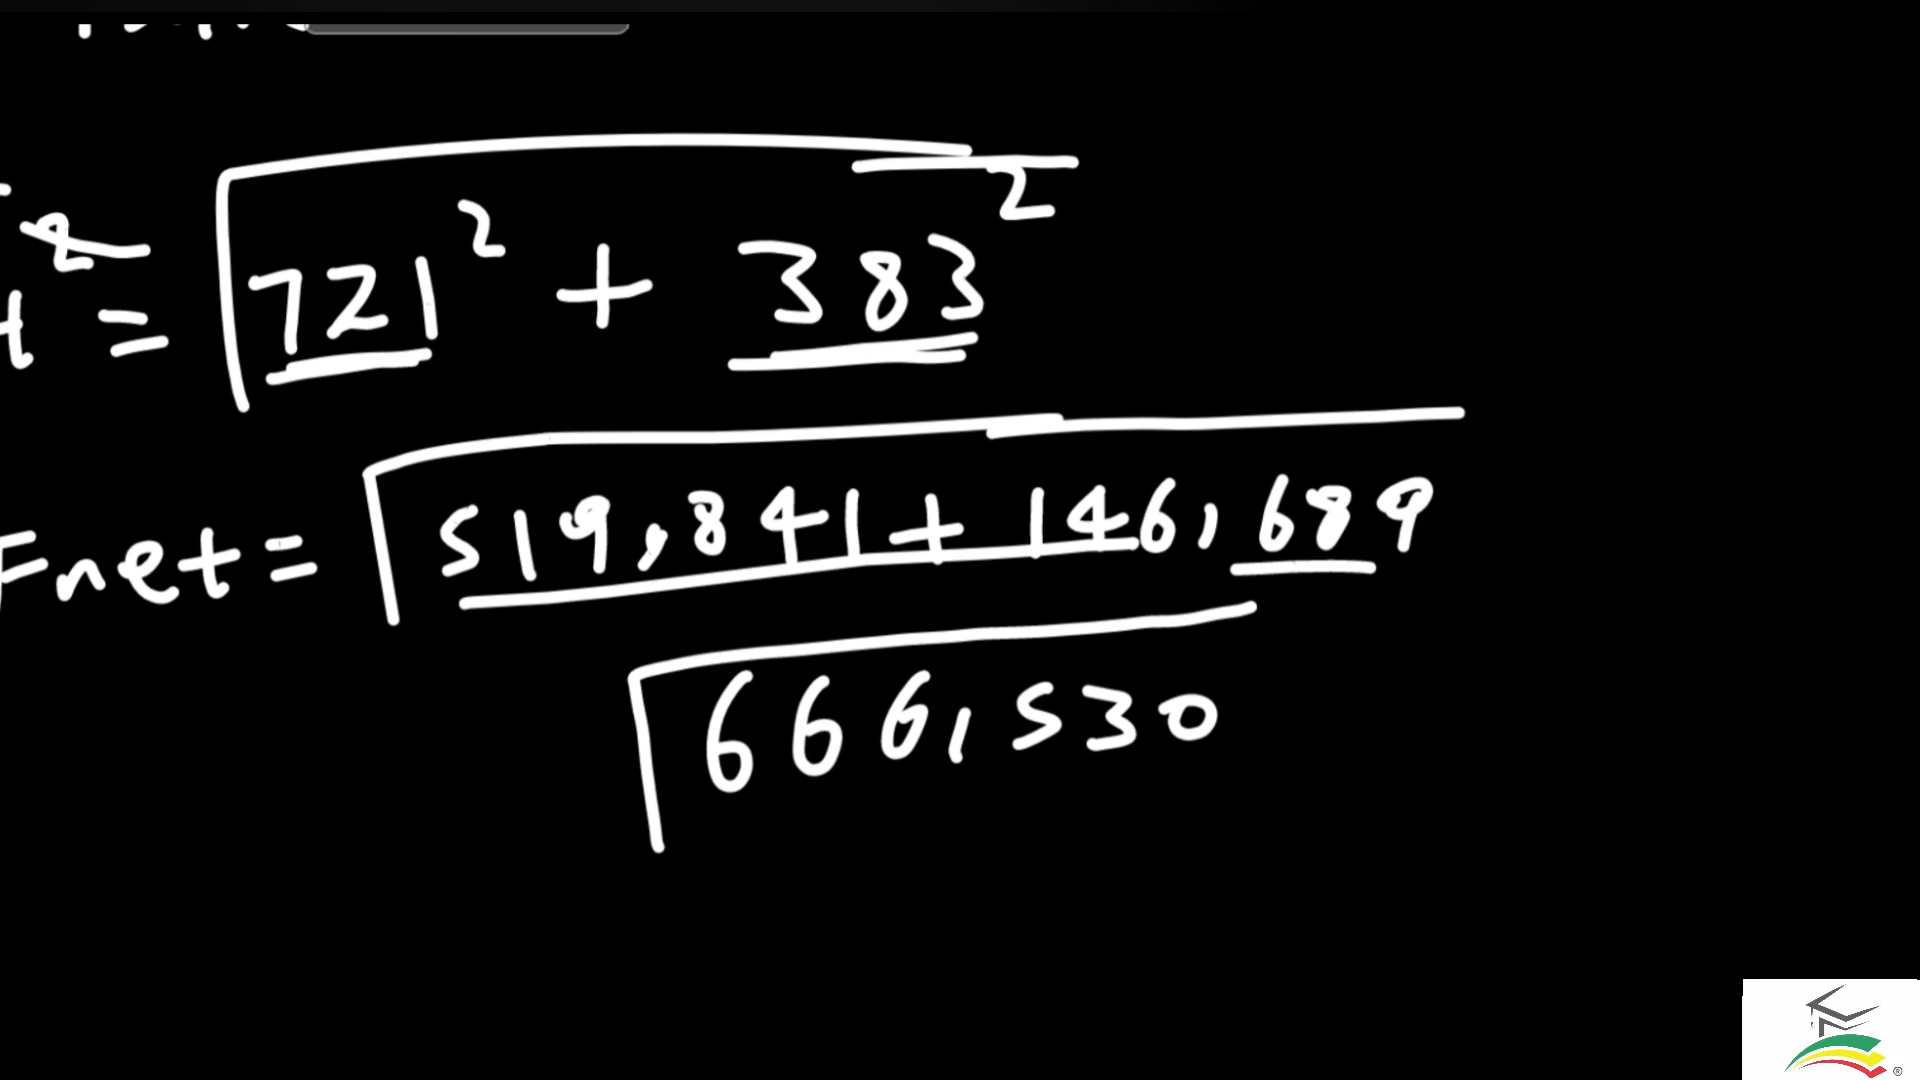 t = √721² + 383²
Fnet = √519,841 + 146,689
√666,530
®